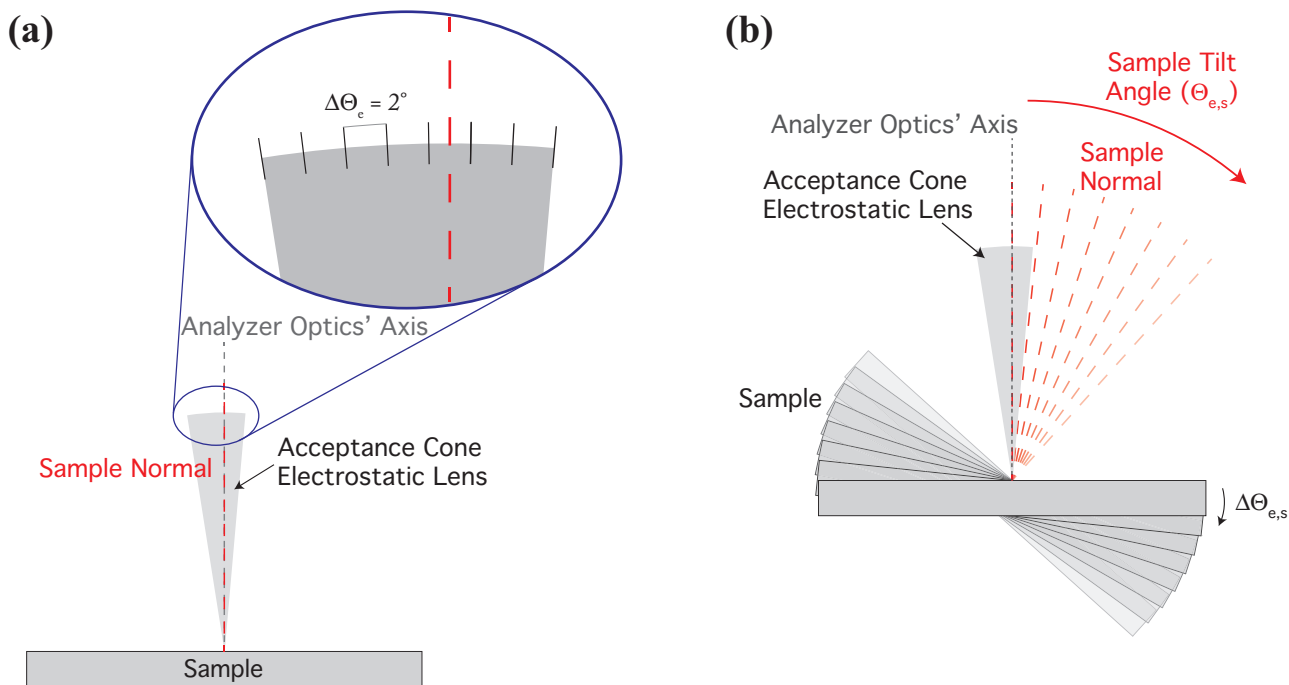 (a)
ΔΘe = 2°
Analyzer Optics' Axis
Sample Normal
Acceptance Cone
Electrostatic Lens
Sample
(b)
Sample Tilt
Angle (Θe,s)
Analyzer Optics' Axis
Sample
Normal
Acceptance Cone
Electrostatic Lens
Sample
ΔΘe,s